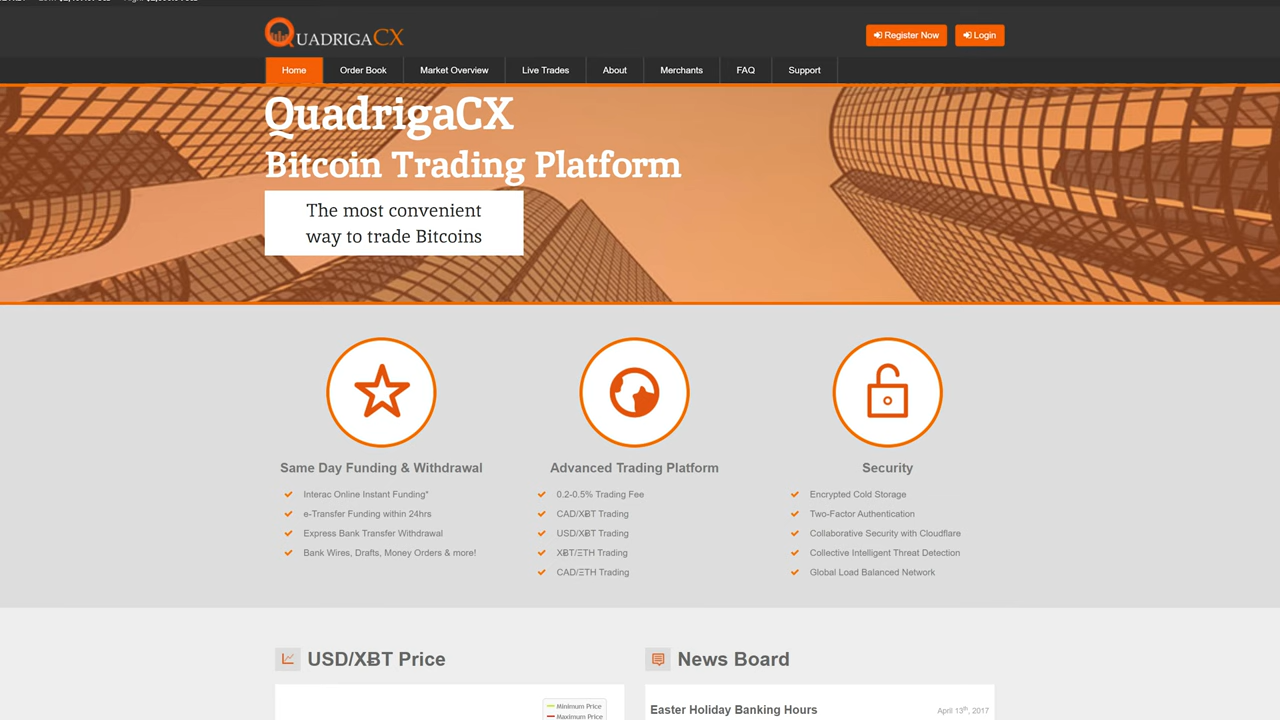 QUADRIGACX
Register Now
Login
Home
Order Book
Market Overview
Live Trades
About
Merchants
FAQ
Support
QuadrigaCX
Bitcoin Trading Platform
The most convenient
way to trade Bitcoins
Same Day Funding & Withdrawal
Interac Online Instant Funding*
e-Transfer Funding within 24hrs
Express Bank Transfer Withdrawal
Bank Wires, Drafts, Money Orders & more!
Advanced Trading Platform
0.2-0.5% Trading Fee
CAD/XɃT Trading
USD/XɃT Trading
XɃT/ΞTH Trading
CAD/ΞTH Trading
Security
Encrypted Cold Storage
Two-Factor Authentication
Collaborative Security with Cloudflare
Collective Intelligent Threat Detection
Global Load Balanced Network
USD/XɃT Price
Minimum Price
Maximum Price
News Board
Easter Holiday Banking Hours
April 13th, 2017